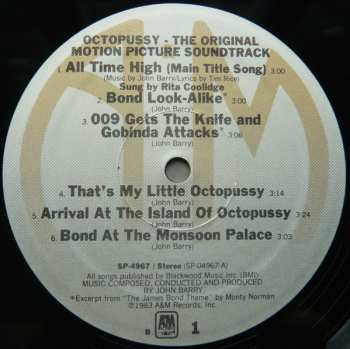 OCTOPUSSY - THE ORIGINAL
MOTION PICTURE SOUNDTRACK
1. All Time High (Main Title Song) 3:00
(Music by John Barry/Lyrics by Tim Rice)
Sung by Rita Coolidge
2. Bond Look-Alike* 3:00
(John Barry)
3. 009 Gets The Knife and
Gobinda Attacks* 3:06
(John Barry)
4. That's My Little Octopussy 3:14
(John Barry)
5. Arrival At The Island Of Octopussy 3:24
(John Barry)
6. Bond At The Monsoon Palace 3:03
(John Barry)
SP-4967 / Stereo (SP-04967-A)
All songs published by Blackwood Music Inc. (BMI)
MUSIC COMPOSED, CONDUCTED AND PRODUCED
BY JOHN BARRY
*Excerpt from "The James Bond Theme" by Monty Norman
©1983 A&M Records, Inc.
B A&M 1